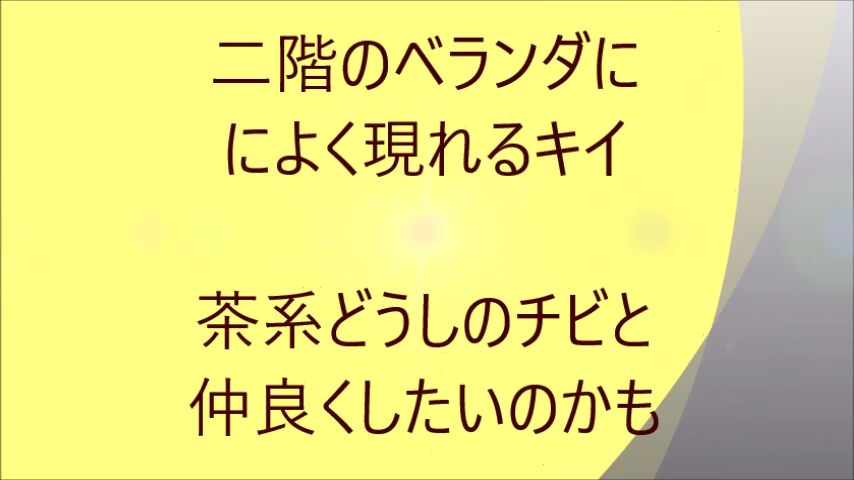 二階のベランダに
によく現れるキイ
茶系どうしのチビと
仲良くしたいのかも